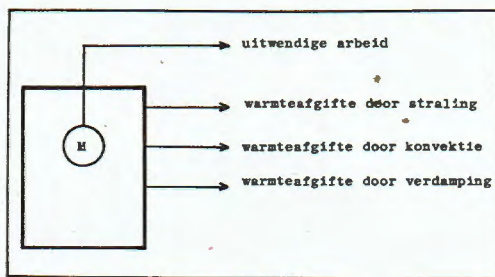 uitwendige arbeid
warmteafgifte door straling
M
warmteafgifte door konvektie
warmteafgifte door verdamping